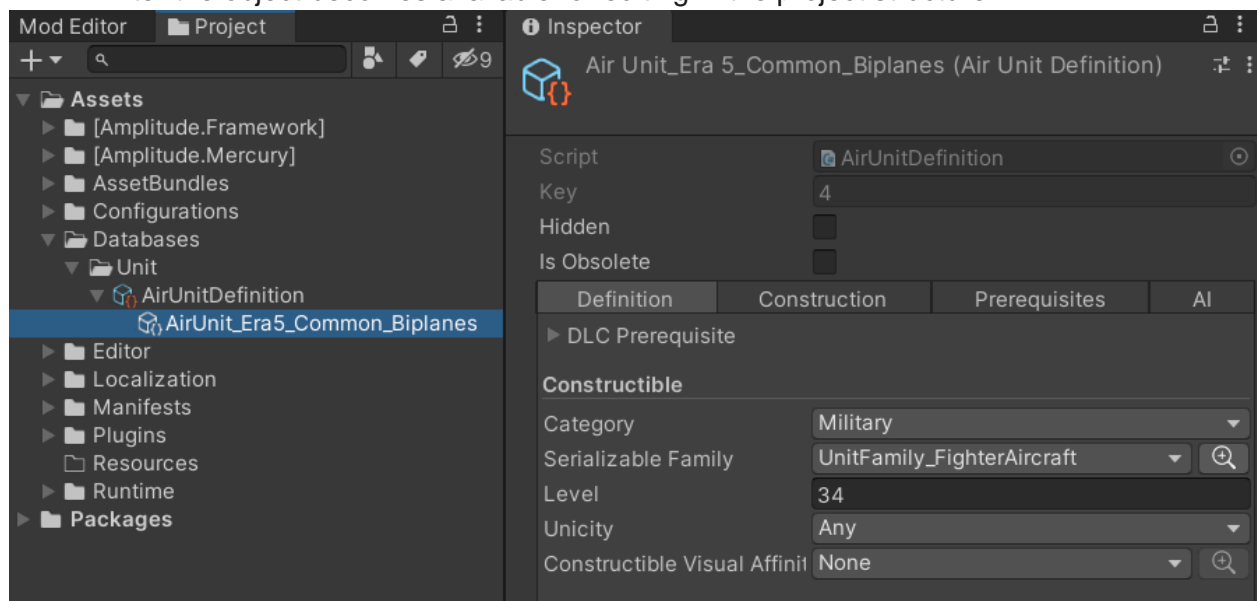 Mod Editor
Project
9
Assets
[Amplitude.Framework]
[Amplitude.Mercury]
AssetBundles
Configurations
Databases
Unit
AirUnitDefinition
AirUnit_Era5_Common_Biplanes
Editor
Localization
Manifests
Plugins
Resources
Runtime
Packages
Inspector
Air Unit_Era 5_Common_Biplanes (Air Unit Definition)
Script AirUnitDefinition
Key 4
Hidden
Is Obsolete
Definition Construction Prerequisites AI
DLC Prerequisite
Constructible
Category Military
Serializable Family UnitFamily_FighterAircraft
Level 34
Unicity Any
Constructible Visual Affinit None